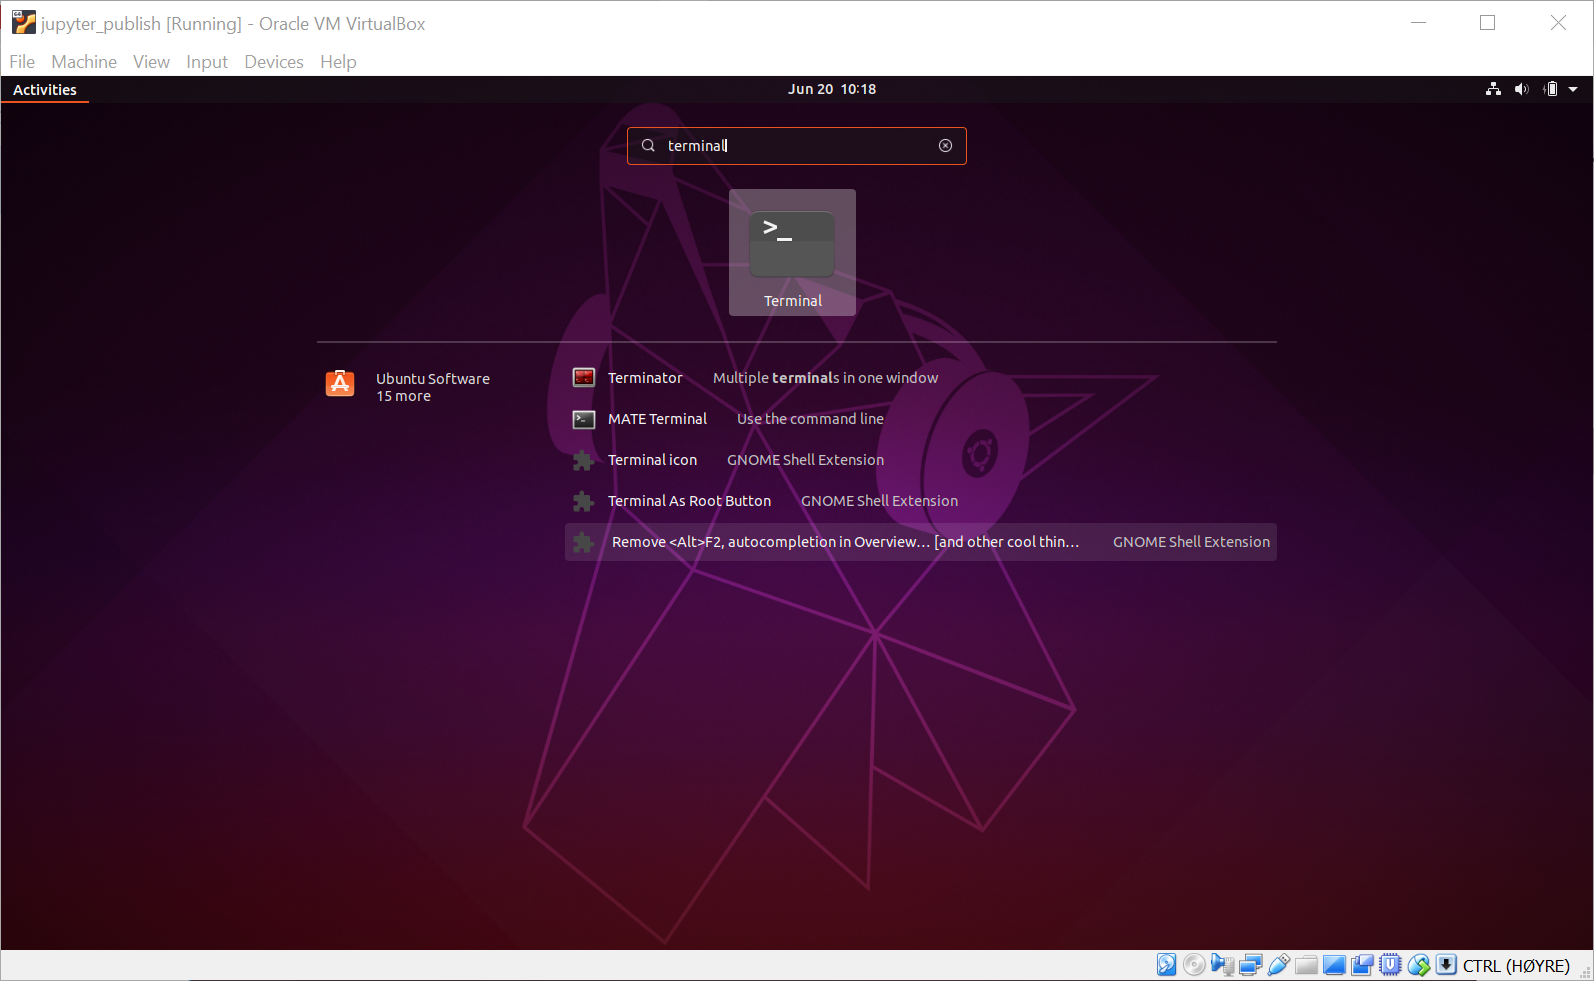 jupyter_publish [Running] - Oracle VM VirtualBox
File Machine View Input Devices Help
Activities
Jun 20 10:18
terminal
>_
Terminal
Ubuntu Software
15 more
Terminator Multiple terminals in one window
MATE Terminal Use the command line
Terminal icon GNOME Shell Extension
Terminal As Root Button GNOME Shell Extension
Remove <Alt>F2, autocompletion in Overview... [and other cool thin... GNOME Shell Extension
CTRL (HØYRE)